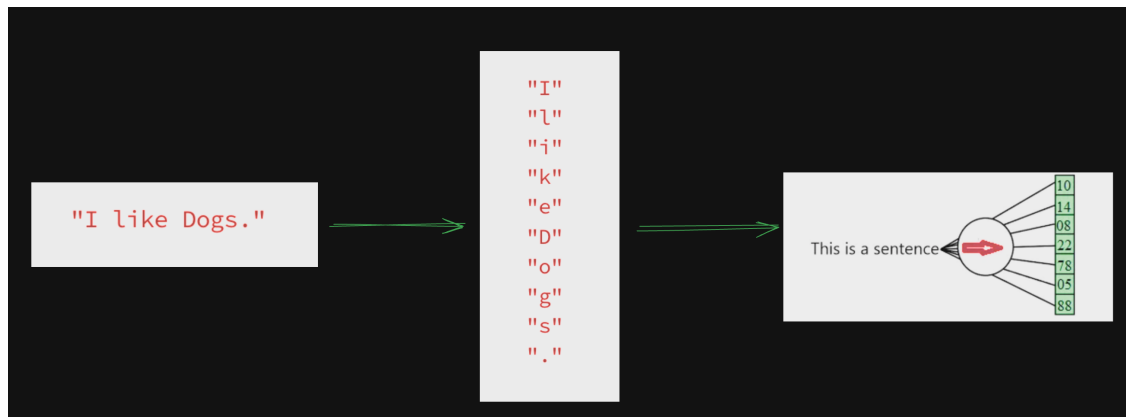 "I like Dogs."
"I"
"l"
"i"
"k"
"e"
"D"
"o"
"g"
"s"
"."
This is a sentence
10
14
08
22
78
05
88